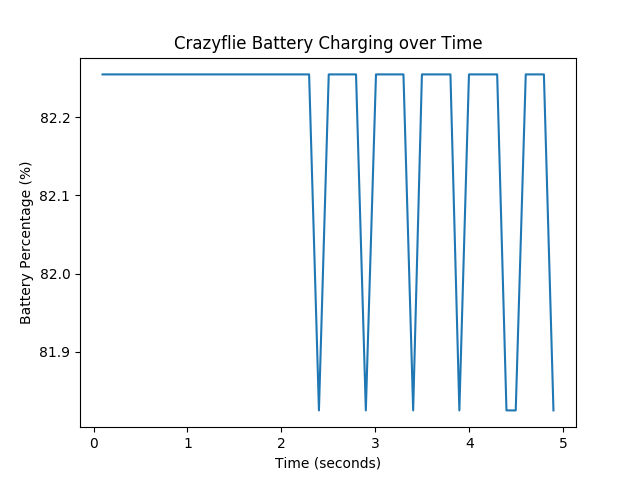 Crazyflie Battery Charging over Time
Battery Percentage (%)
82.2
82.1
82.0
81.9
0 1 2 3 4 5
Time (seconds)